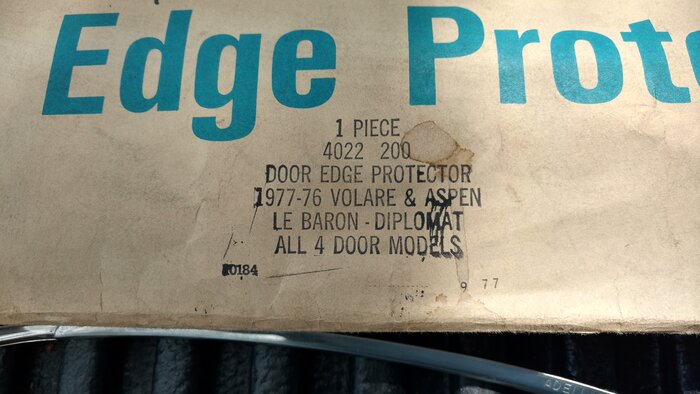 Edge
1 PIECE
4022 200
DOOR EDGE PROTECTOR
1977-76 VOLARE & ASPEN
LE BARON - DIPLOMAT
ALL 4 DOOR MODELS
9 77